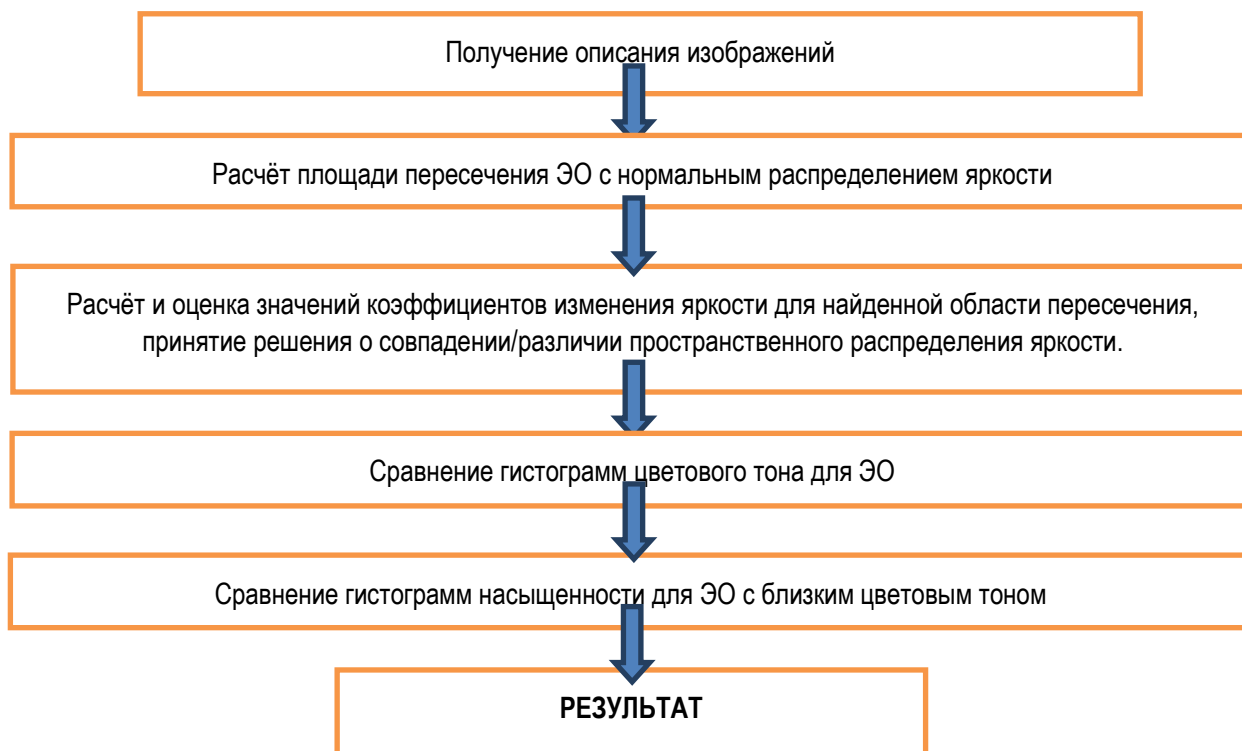 Получение описания изображений
Расчёт площади пересечения ЭО с нормальным распределением яркости
Расчёт и оценка значений коэффициентов изменения яркости для найденной области пересечения,
принятие решения о совпадении/различии пространственного распределения яркости.
Сравнение гистограмм цветового тона для ЭО
Сравнение гистограмм насыщенности для ЭО с близким цветовым тоном
РЕЗУЛЬТАТ